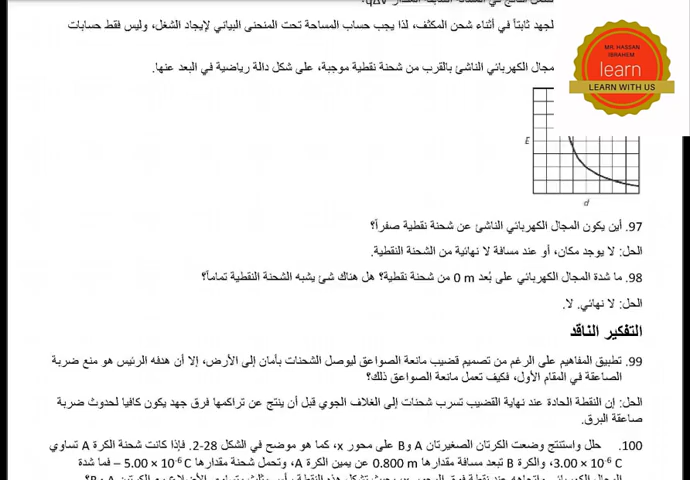 لجهد ثابتاً في أثناء شحن المكثف، لذا يجب حساب المساحة تحت المنحنى البياني لإيجاد الشغل، وليس فقط حسابات
مجال الكهربائي الناشئ بالقرب من شحنة نقطية موجبة، على شكل دالة رياضية في البعد عنها.
MR. HASSAN
IBRAHEM
learn
LEARN WITH US
E
d
97. أين يكون المجال الكهربائي الناشئ عن شحنة نقطية صفراً؟
الحل: لا يوجد مكان، أو عند مسافة لا نهائية من الشحنة النقطية.
98. ما شدة المجال الكهربائي على بُعد 0 m من شحنة نقطية؟ هل هناك شئ يشبه الشحنة النقطية تماماً؟
الحل: لا نهائي. لا.
التفكير الناقد
99. تطبيق المفاهيم على الرغم من تصميم قضيب مانعة الصواعق ليوصل الشحنات بأمان إلى الأرض، إلا أن هدفه الرئيس هو منع ضربة
الصاعقة في المقام الأول، فكيف تعمل مانعة الصواعق ذلك؟
الحل: إن النقطة الحادة عند نهاية القضيب تسرب شحنات إلى الغلاف الجوي قبل أن ينتج عن تراكمها فرق جهد يكون كافيا لحدوث ضربة
صاعقة البرق.
100. حلل واستنتج وضعت الكرتان الصغيرتان A و B على محور x، كما هو موضح في الشكل 28-2. فإذا كانت شحنة الكرة A تساوي
3.00 × 10⁻⁶ C، والكرة B تبعد مسافة مقدارها 0.800 m عن يمين الكرة A، وتحمل شحنة مقدارها 5.00 × 10⁻⁶ C – فما شدة